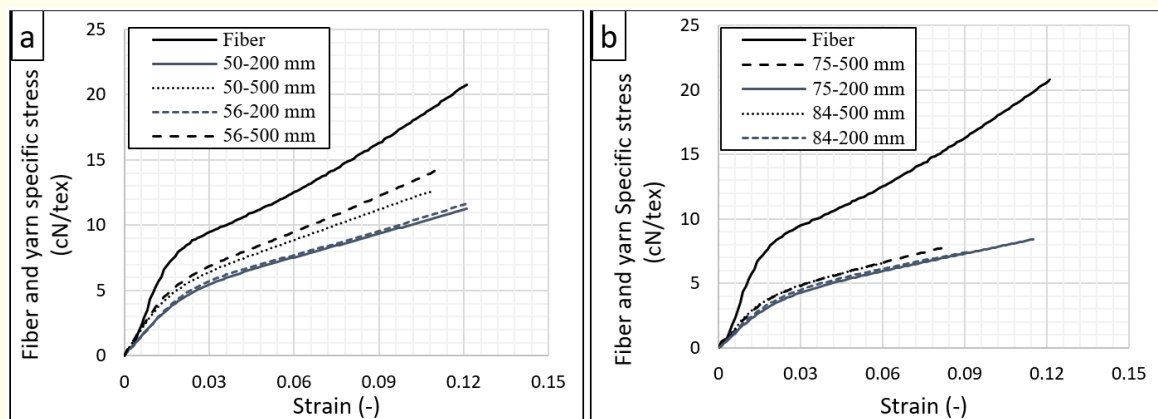 a
Fiber
50-200 mm
50-500 mm
56-200 mm
56-500 mm
Fiber and yarn specific stress
(cN/tex)
25
20
15
10
5
0
0
0.03
0.06
0.09
0.12
0.15
Strain (-)
b
Fiber
75-500 mm
75-200 mm
84-500 mm
84-200 mm
Fiber and yarn Specific stress
(cN/tex)
25
20
15
10
5
0
0
0.03
0.06
0.09
0.12
0.15
Strain (-)